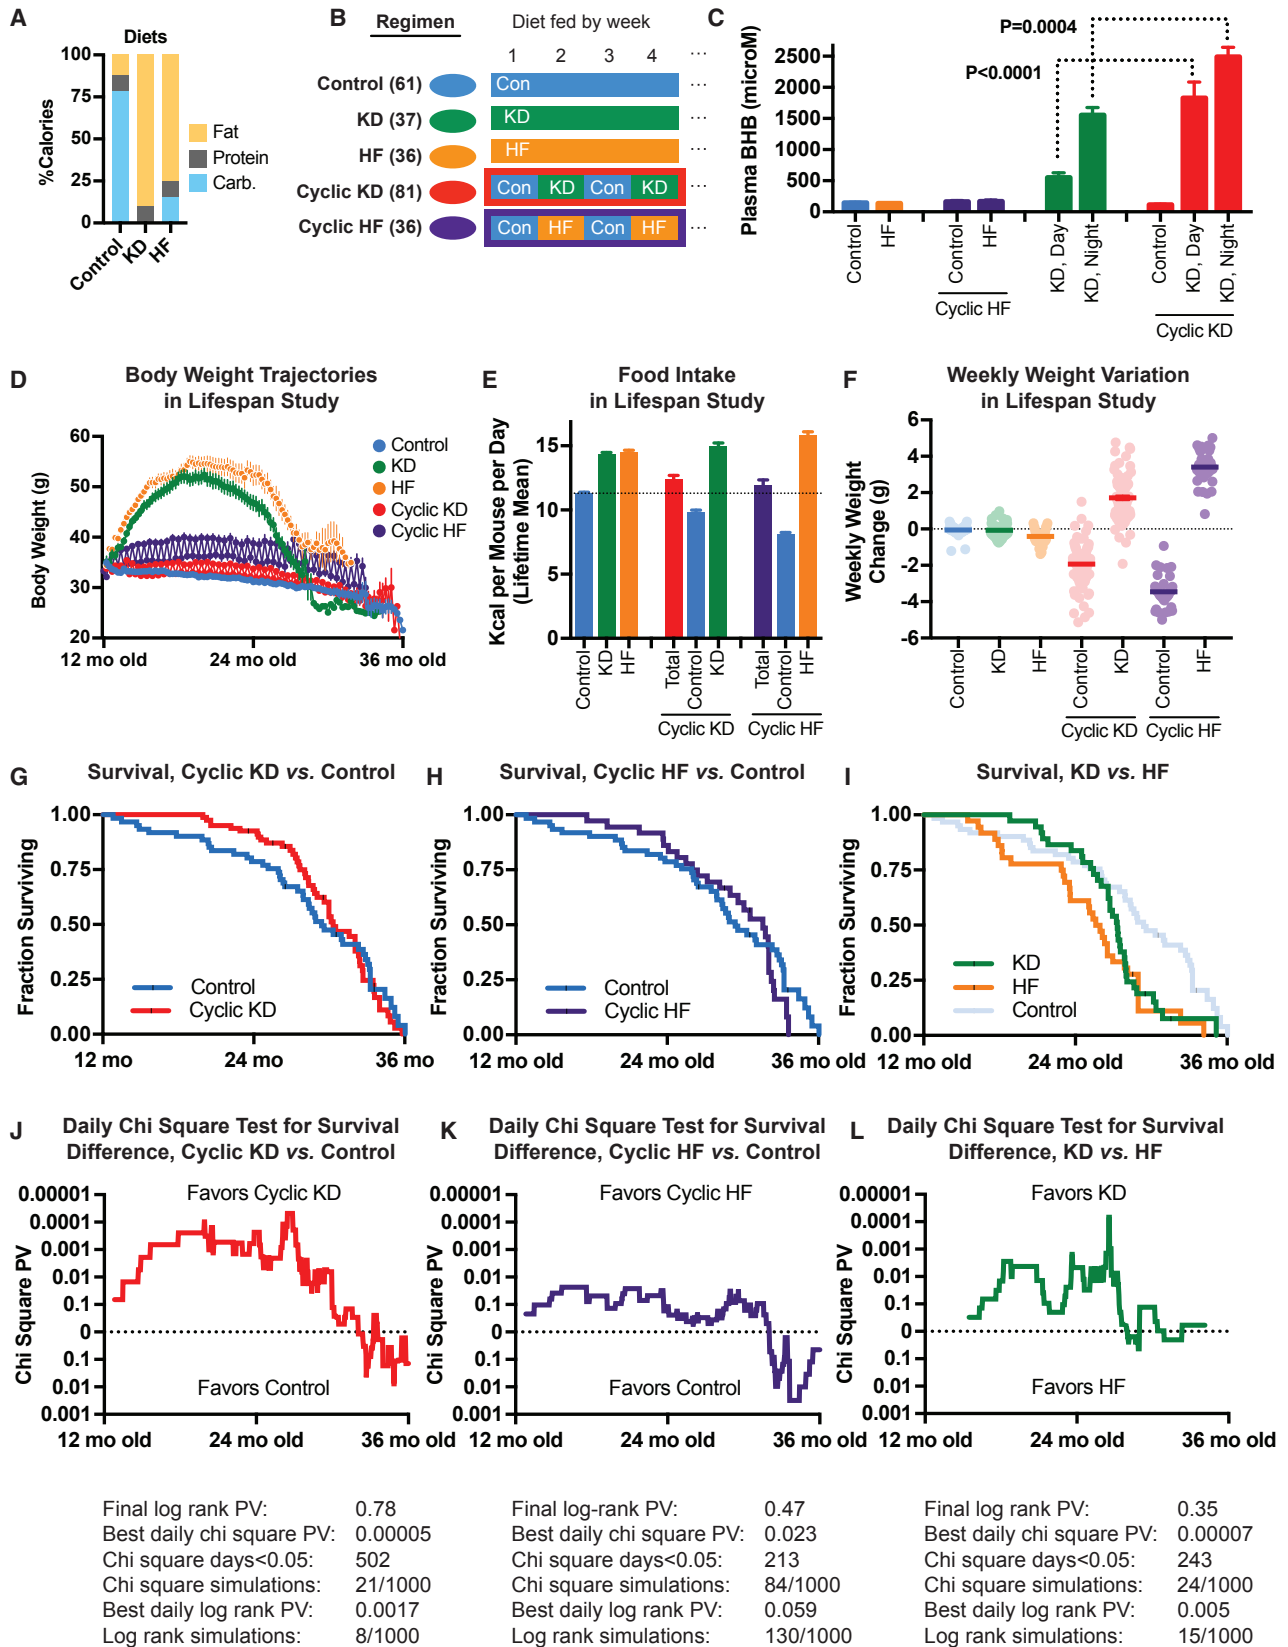 A
Diets
100
75
50
25
0
%Calories
Fat
Protein
Carb.
Control
KD
HF
B
Regimen
Diet fed by week
1 2 3 4 ...
Control (61)
Con
...
KD (37)
KD
...
HF (36)
HF
...
Cyclic KD (81)
Con KD Con KD
...
Cyclic HF (36)
Con HF Con HF
...
C
P=0.0004
P<0.0001
Plasma BHB (microM)
2500
2000
1500
1000
500
0
Control
HF
Control
HF
Cyclic HF
KD, Day
KD, Night
Control
KD, Day
KD, Night
Cyclic KD
D
Body Weight Trajectories
in Lifespan Study
Body Weight (g)
60
50
40
30
20
12 mo old 24 mo old 36 mo old
Control
KD
HF
Cyclic KD
Cyclic HF
E
Food Intake
in Lifespan Study
Kcal per Mouse per Day
(Lifetime Mean)
15
10
5
0
Control
KD
HF
Total
Control
KD
Cyclic KD
Total
Control
HF
Cyclic HF
F
Weekly Weight Variation
in Lifespan Study
Weekly Weight
Change (g)
6
4
2
0
-2
-4
-6
Control
KD
HF
Control
KD
Cyclic KD
Control
HF
Cyclic HF
G
Survival, Cyclic KD vs. Control
Fraction Surviving
1.00
0.75
0.50
0.25
0.00
Control
Cyclic KD
12 mo 24 mo 36 mo
H
Survival, Cyclic HF vs. Control
Fraction Surviving
1.00
0.75
0.50
0.25
0.00
Control
Cyclic HF
12 mo old 24 mo old 36 mo old
I
Survival, KD vs. HF
Fraction Surviving
1.00
0.75
0.50
0.25
0.00
KD
HF
Control
12 mo old 24 mo old 36 mo old
J
Daily Chi Square Test for Survival
Difference, Cyclic KD vs. Control
Chi Square PV
0.00001
0.0001
0.001
0.01
0.1
0
0.1
0.01
0.001
Favors Cyclic KD
Favors Control
12 mo old 24 mo old 36 mo old
K
Daily Chi Square Test for Survival
Difference, Cyclic HF vs. Control
Chi Square PV
0.00001
0.0001
0.001
0.01
0.1
0
0.1
0.01
0.001
Favors Cyclic HF
Favors Control
12 mo old 24 mo old 36 mo old
L
Daily Chi Square Test for Survival
Difference, KD vs. HF
Chi Square PV
0.00001
0.0001
0.001
0.01
0.1
0
0.1
0.01
0.001
Favors KD
Favors HF
12 mo old 24 mo old 36 mo old
Final log rank PV: 0.78
Best daily chi square PV: 0.00005
Chi square days<0.05: 502
Chi square simulations: 21/1000
Best daily log rank PV: 0.0017
Log rank simulations: 8/1000
Final log-rank PV: 0.47
Best daily chi square PV: 0.023
Chi square days<0.05: 213
Chi square simulations: 84/1000
Best daily log rank PV: 0.059
Log rank simulations: 130/1000
Final log rank PV: 0.35
Best daily chi square PV: 0.00007
Chi square days<0.05: 243
Chi square simulations: 24/1000
Best daily log rank PV: 0.005
Log rank simulations: 15/1000